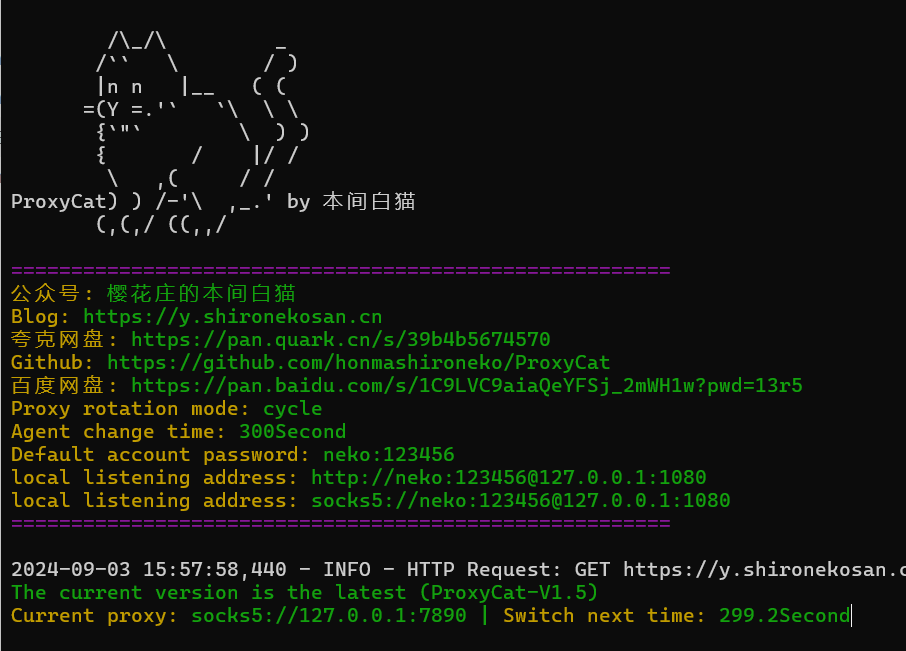 ProxyCat by 本间白猫
公众号: 樱花庄的本间白猫
Blog: https://y.shironekosan.cn
夸克网盘: https://pan.quark.cn/s/39b4b5674570
Github: https://github.com/honmashironeko/ProxyCat
百度网盘: https://pan.baidu.com/s/1C9LVC9aiaQeYFSj_2mWH1w?pwd=13r5
Proxy rotation mode: cycle
Agent change time: 300Second
Default account password: neko:123456
local listening address: http://neko:123456@127.0.0.1:1080
local listening address: socks5://neko:123456@127.0.0.1:1080
2024-09-03 15:57:58,440 - INFO - HTTP Request: GET https://y.shironekosan.c
The current version is the latest (ProxyCat-V1.5)
Current proxy: socks5://127.0.0.1:7890 | Switch next time: 299.2Second